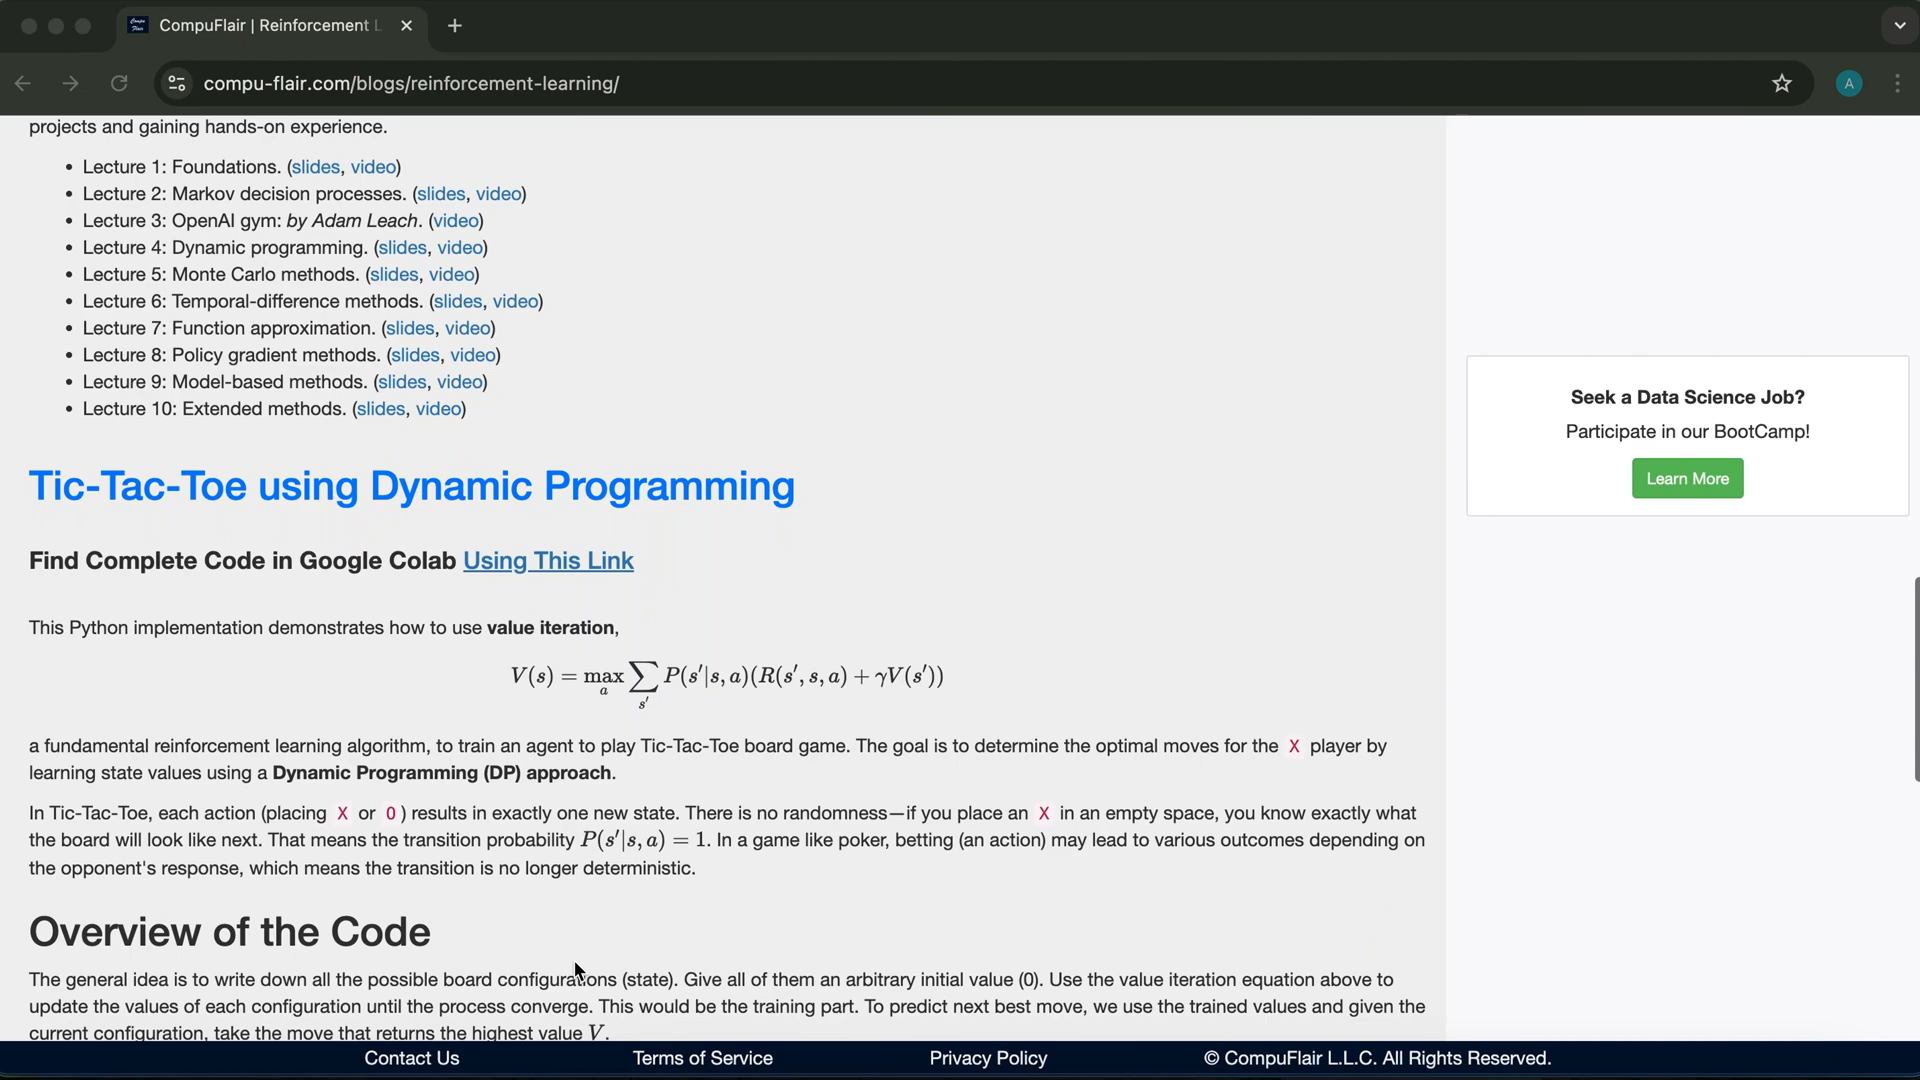 CompuFlair | Reinforcement L
compu-flair.com/blogs/reinforcement-learning/
A
projects and gaining hands-on experience.
• Lecture 1: Foundations. (slides, video)
• Lecture 2: Markov decision processes. (slides, video)
• Lecture 3: OpenAI gym: by Adam Leach. (video)
• Lecture 4: Dynamic programming. (slides, video)
• Lecture 5: Monte Carlo methods. (slides, video)
• Lecture 6: Temporal-difference methods. (slides, video)
• Lecture 7: Function approximation. (slides, video)
• Lecture 8: Policy gradient methods. (slides, video)
• Lecture 9: Model-based methods. (slides, video)
• Lecture 10: Extended methods. (slides, video)
Seek a Data Science Job?
Participate in our BootCamp!
Learn More
Tic-Tac-Toe using Dynamic Programming
Find Complete Code in Google Colab Using This Link
This Python implementation demonstrates how to use value iteration,
V(s) = max_a ∑_{s′} P(s′|s, a)(R(s′, s, a) + γV(s′))
a fundamental reinforcement learning algorithm, to train an agent to play Tic-Tac-Toe board game. The goal is to determine the optimal moves for the X player by
learning state values using a Dynamic Programming (DP) approach.
In Tic-Tac-Toe, each action (placing X or O ) results in exactly one new state. There is no randomness—if you place an X in an empty space, you know exactly what
the board will look like next. That means the transition probability P(s′|s, a) = 1. In a game like poker, betting (an action) may lead to various outcomes depending on
the opponent's response, which means the transition is no longer deterministic.
Overview of the Code
The general idea is to write down all the possible board configurations (state). Give all of them an arbitrary initial value (0). Use the value iteration equation above to
update the values of each configuration until the process converge. This would be the training part. To predict next best move, we use the trained values and given the
current configuration, take the move that returns the highest value V.
Contact Us
Terms of Service
Privacy Policy
© CompuFlair L.L.C. All Rights Reserved.